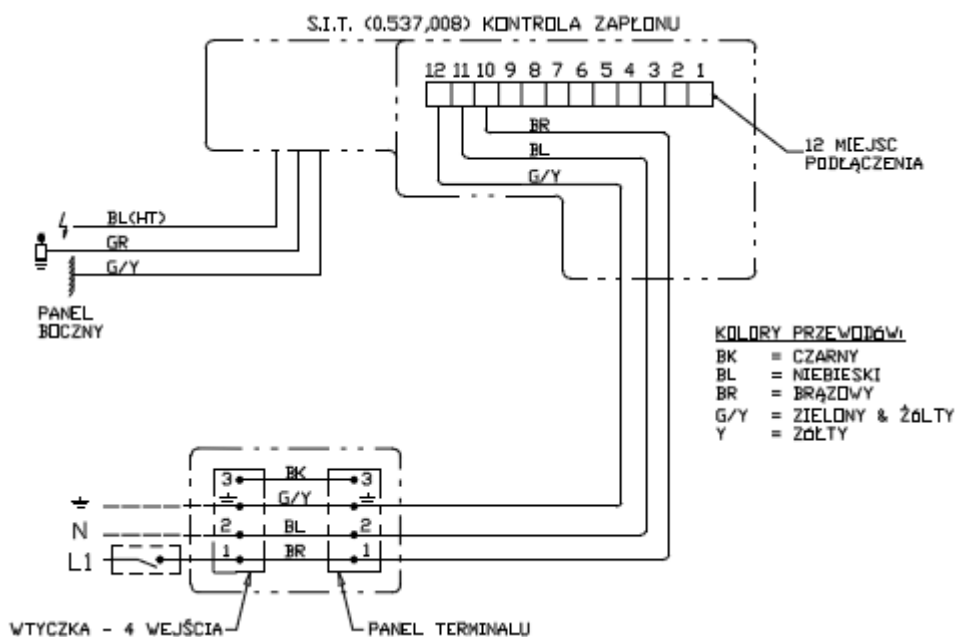 S.I.T. (0.537,008) KONTROLA ZAPŁONU
12 11 10 9 8 7 6 5 4 3 2 1
BR
BL
G/Y
12 MIEJSC
PODŁĄCZENIA
BL(HT)
GR
G/Y
PANEL
BOCZNY
KOLORY PRZEWODóW:
BK = CZARNY
BL = NIEBIESKI
BR = BRĄZOWY
G/Y = ZIELONY & ŻóŁTY
Y = ZóŁTY
3 BK 3
G/Y
N 2 BL 2
L1 1 BR 1
WTYCZKA - 4 WEJŚCIA
PANEL TERMINALU